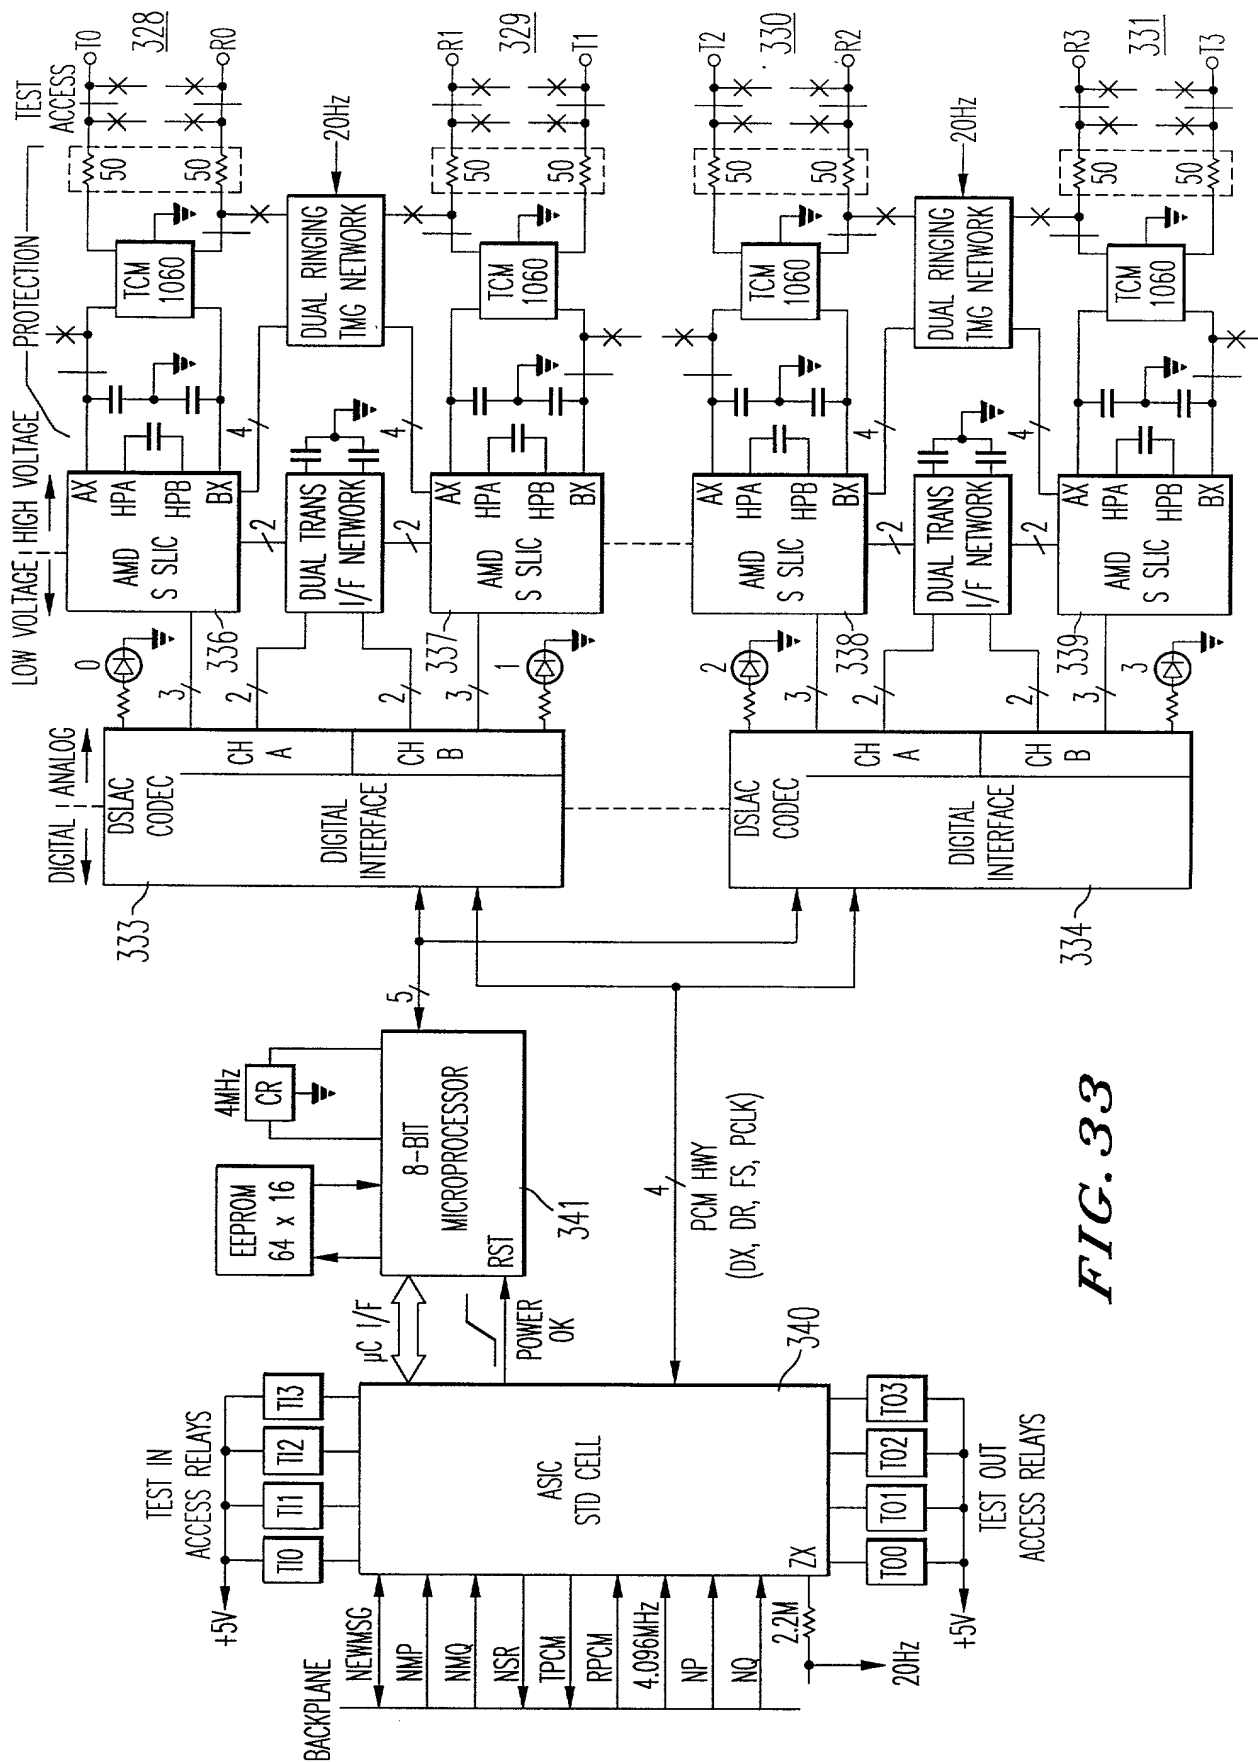 LOW VOLTAGE
HIGH VOLTAGE
PROTECTION
TEST
ACCESS
DIGITAL
ANALOG
T0
328
R0
R1
329
T1
T2
330
R2
R3
331
T3
50
50
50
50
50
50
50
50
TCM
1060
TCM
1060
TCM
1060
TCM
1060
20Hz
DUAL RINGING
TMG NETWORK
20Hz
DUAL RINGING
TMG NETWORK
AX
HPA
HPB
BX
AMD
S SLIC
336
AX
HPA
HPB
BX
AMD
S SLIC
337
AX
HPA
HPB
BX
AMD
S SLIC
338
AX
HPA
HPB
BX
AMD
S SLIC
339
4
4
4
4
2
2
2
2
DUAL TRANS
I/F NETWORK
DUAL TRANS
I/F NETWORK
0
1
2
3
3
2
2
3
3
2
2
3
DSLAC
CODEC
CH
A
CH
B
DIGITAL
INTERFACE
333
DSLAC
CODEC
CH
A
CH
B
DIGITAL
INTERFACE
334
5
4MHz
CR
EEPROM
64 x 16
8-BIT
MICROPROCESSOR
RST
341
µC I/F
POWER
OK
4
PCM HWY
(DX, DR, FS, PCLK)
TEST IN
ACCESS RELAYS
+5V
TI0
TI1
TI2
TI3
ASIC
STD CELL
ZX
340
TO0
TO1
TO2
TO3
+5V
TEST OUT
ACCESS RELAYS
BACKPLANE
NEWMSG
NMP
NMQ
NSR
TPCM
RPCM
4.096MHz
NP
NQ
2.2M
20Hz
FIG. 33